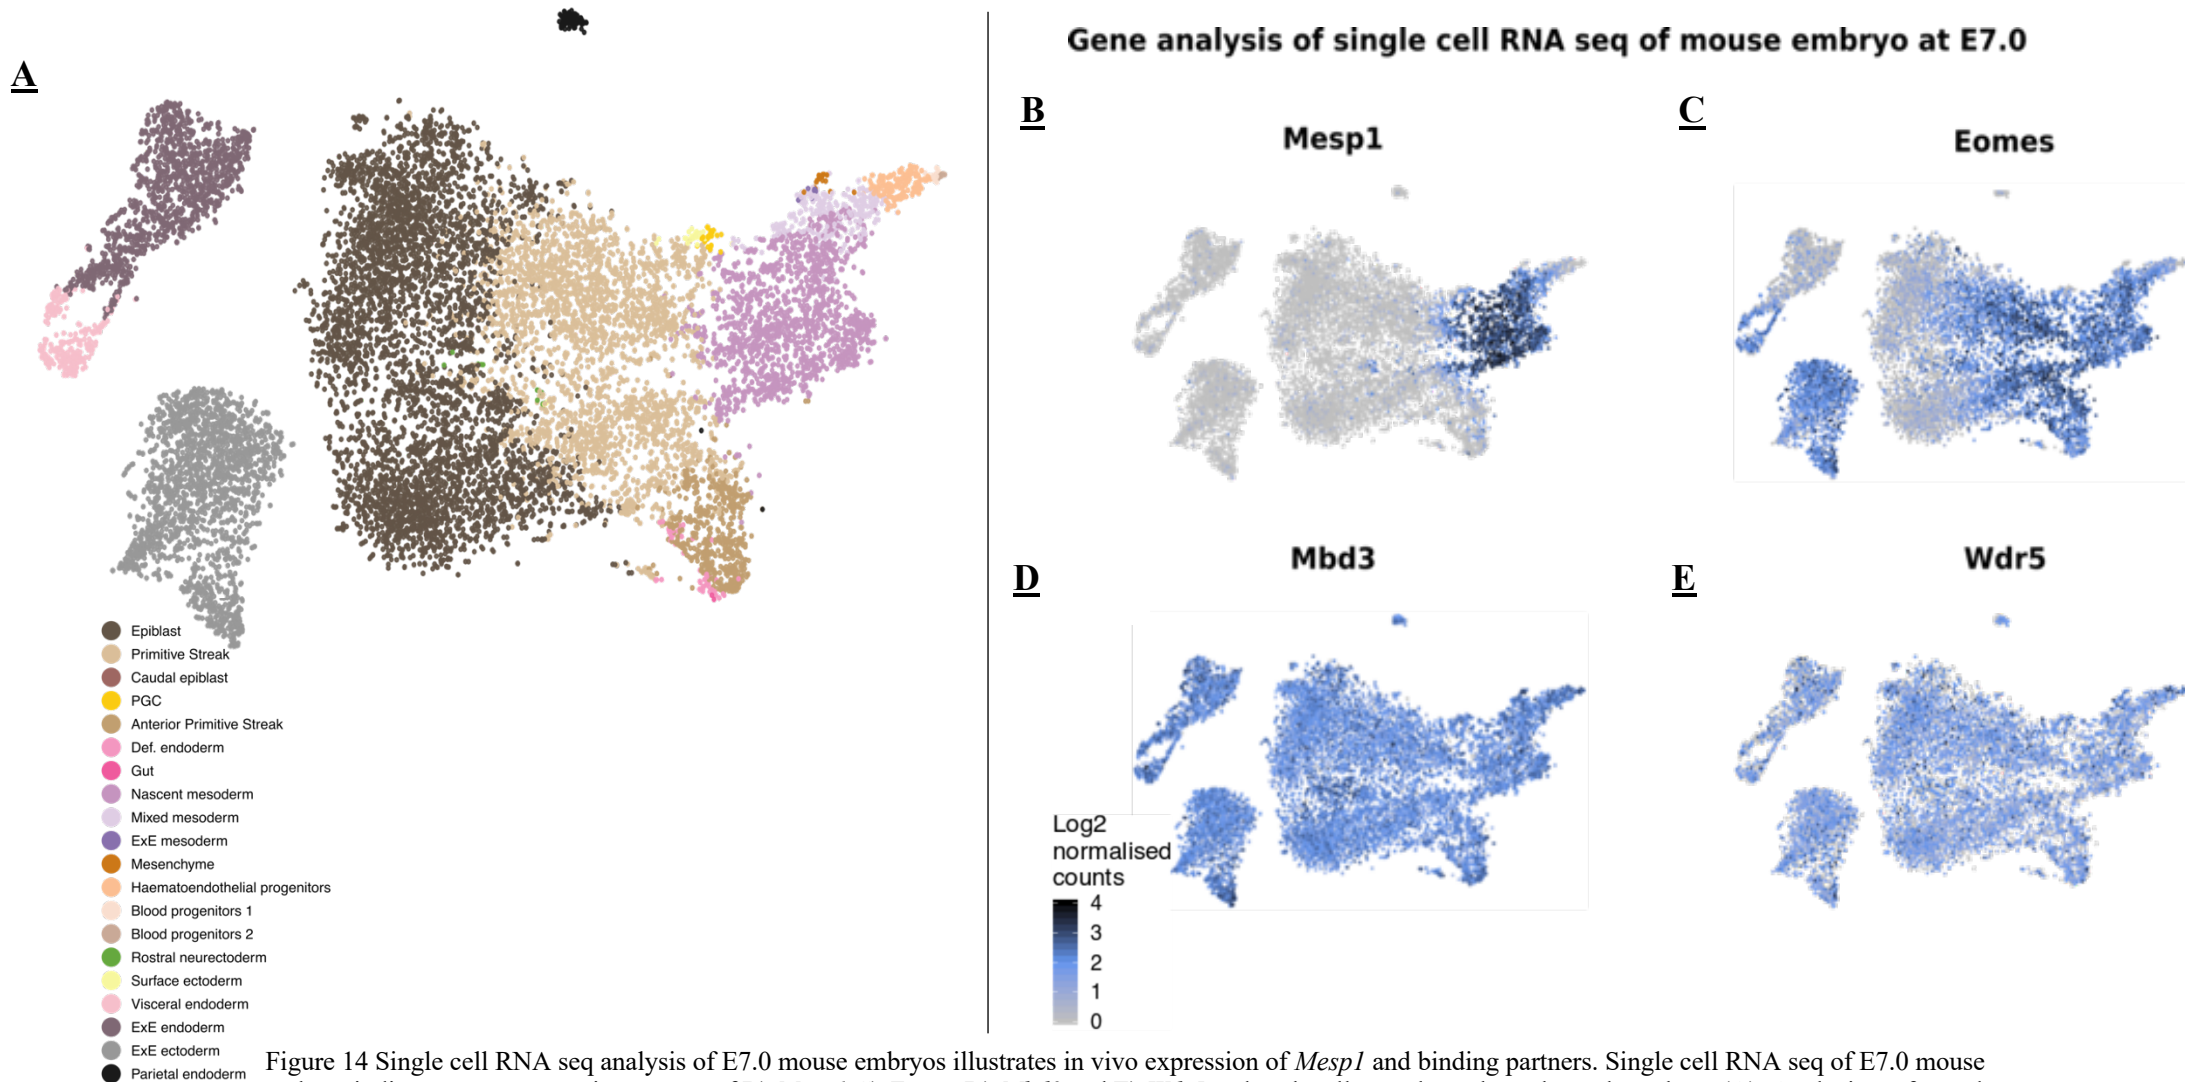 A
Gene analysis of single cell RNA seq of mouse embryo at E7.0
B
Mesp1
C
Eomes
D
Mbd3
E
Wdr5
Log2
normalised
counts
4
3
2
1
0
Epiblast
Primitive Streak
Caudal epiblast
PGC
Anterior Primitive Streak
Def. endoderm
Gut
Nascent mesoderm
Mixed mesoderm
ExE mesoderm
Mesenchyme
Haematoendothelial progenitors
Blood progenitors 1
Blood progenitors 2
Rostral neurectoderm
Surface ectoderm
Visceral endoderm
ExE endoderm
ExE ectoderm
Parietal endoderm
Figure 14 Single cell RNA seq analysis of E7.0 mouse embryos illustrates in vivo expression of Mesp1 and binding partners. Single cell RNA seq of E7.0 mouse